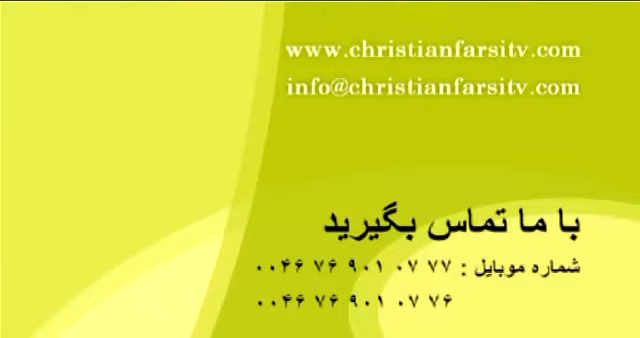 www.christianfarsitv.com
info@christianfarsitv.com
با ما تماس بگیرید
شماره موبایل : ۰۰۴۶ ۷۶ ۹۰۱ ۰۷ ۷۷
۰۰۴۶ ۷۶ ۹۰۱ ۰۷ ۷۶